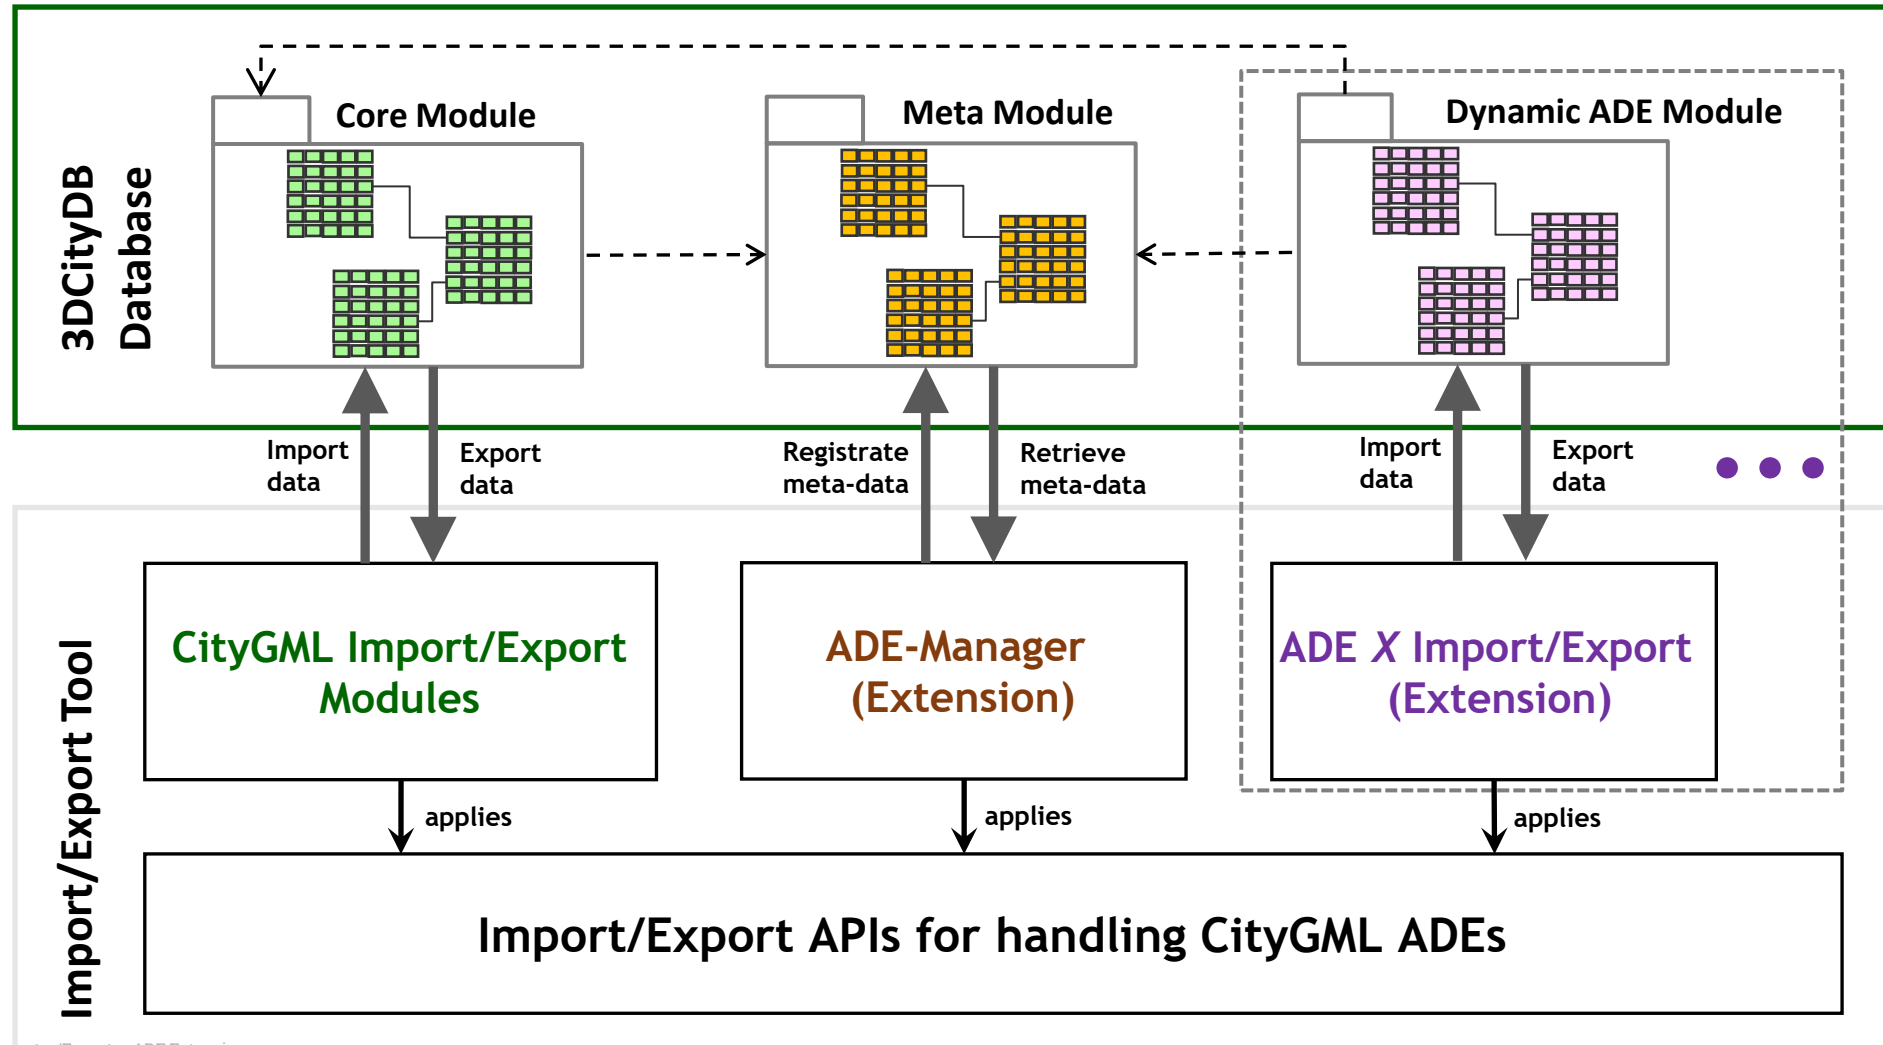 3DCityDB
Database
Core Module
Meta Module
Dynamic ADE Module
Import
data
Export
data
Registrate
meta-data
Retrieve
meta-data
Import
data
Export
data
Import/Export Tool
CityGML Import/Export
Modules
ADE-Manager
(Extension)
ADE X Import/Export
(Extension)
applies
applies
applies
Import/Export APIs for handling CityGML ADEs